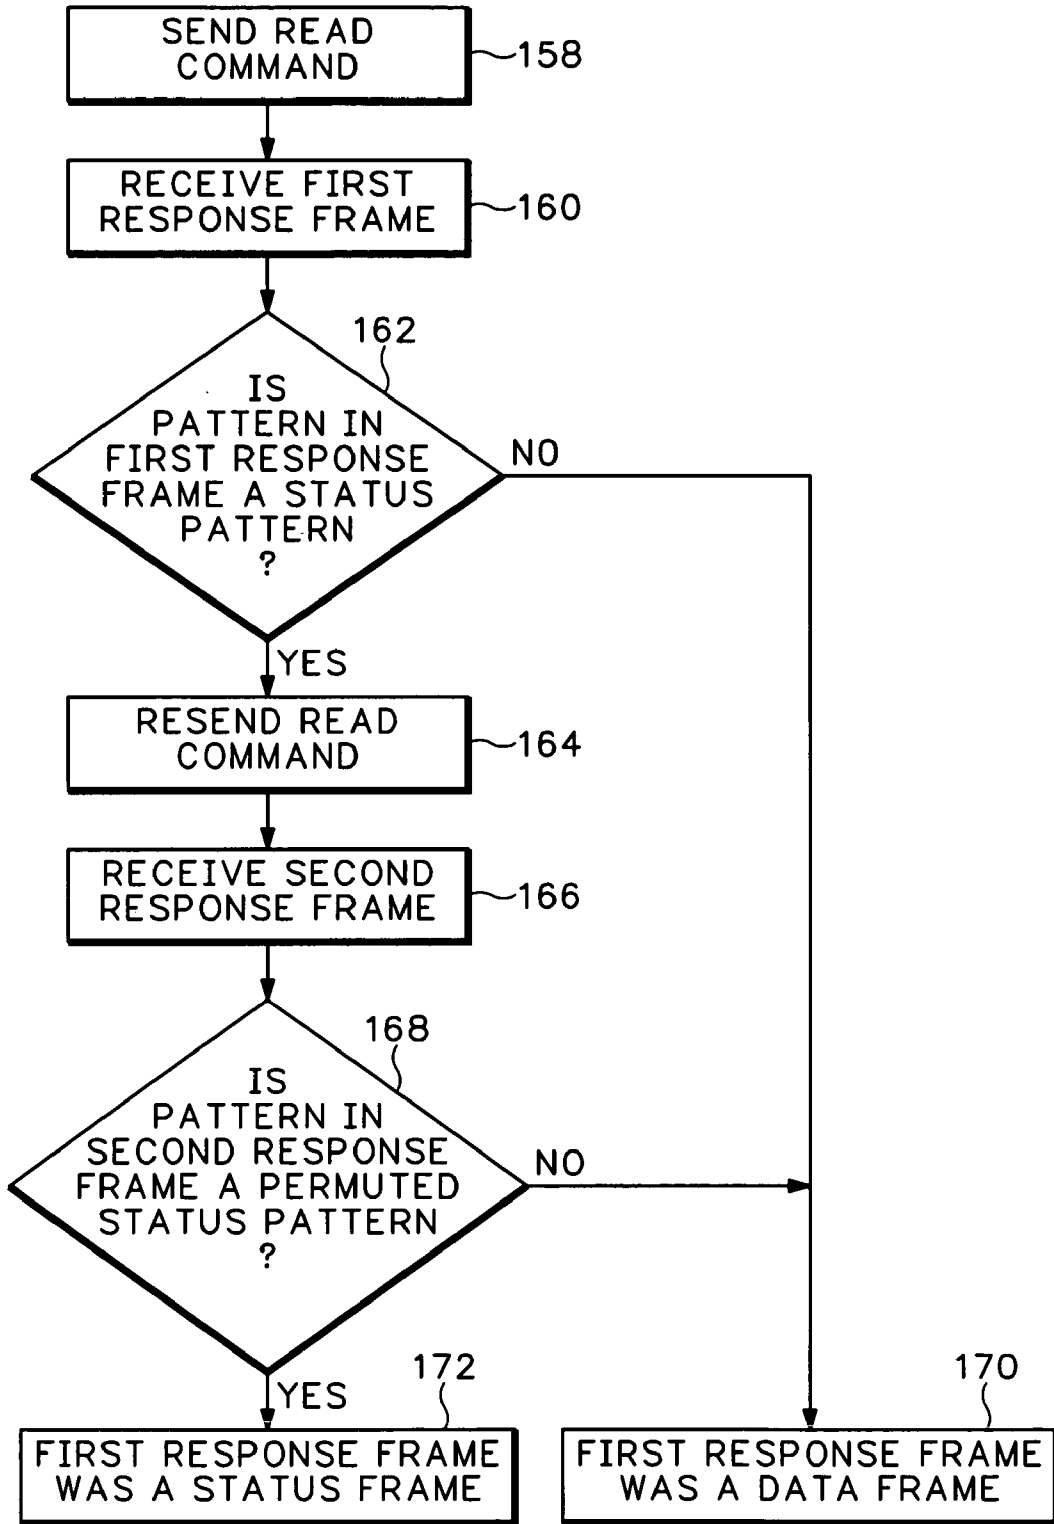 SEND READ
COMMAND
158
RECEIVE FIRST
RESPONSE FRAME
160
162
IS
PATTERN IN
FIRST RESPONSE
FRAME A STATUS
PATTERN
?
NO
YES
RESEND READ
COMMAND
164
RECEIVE SECOND
RESPONSE FRAME
166
168
IS
PATTERN IN
SECOND RESPONSE
FRAME A PERMUTED
STATUS PATTERN
?
NO
YES
172
FIRST RESPONSE FRAME
WAS A STATUS FRAME
170
FIRST RESPONSE FRAME
WAS A DATA FRAME